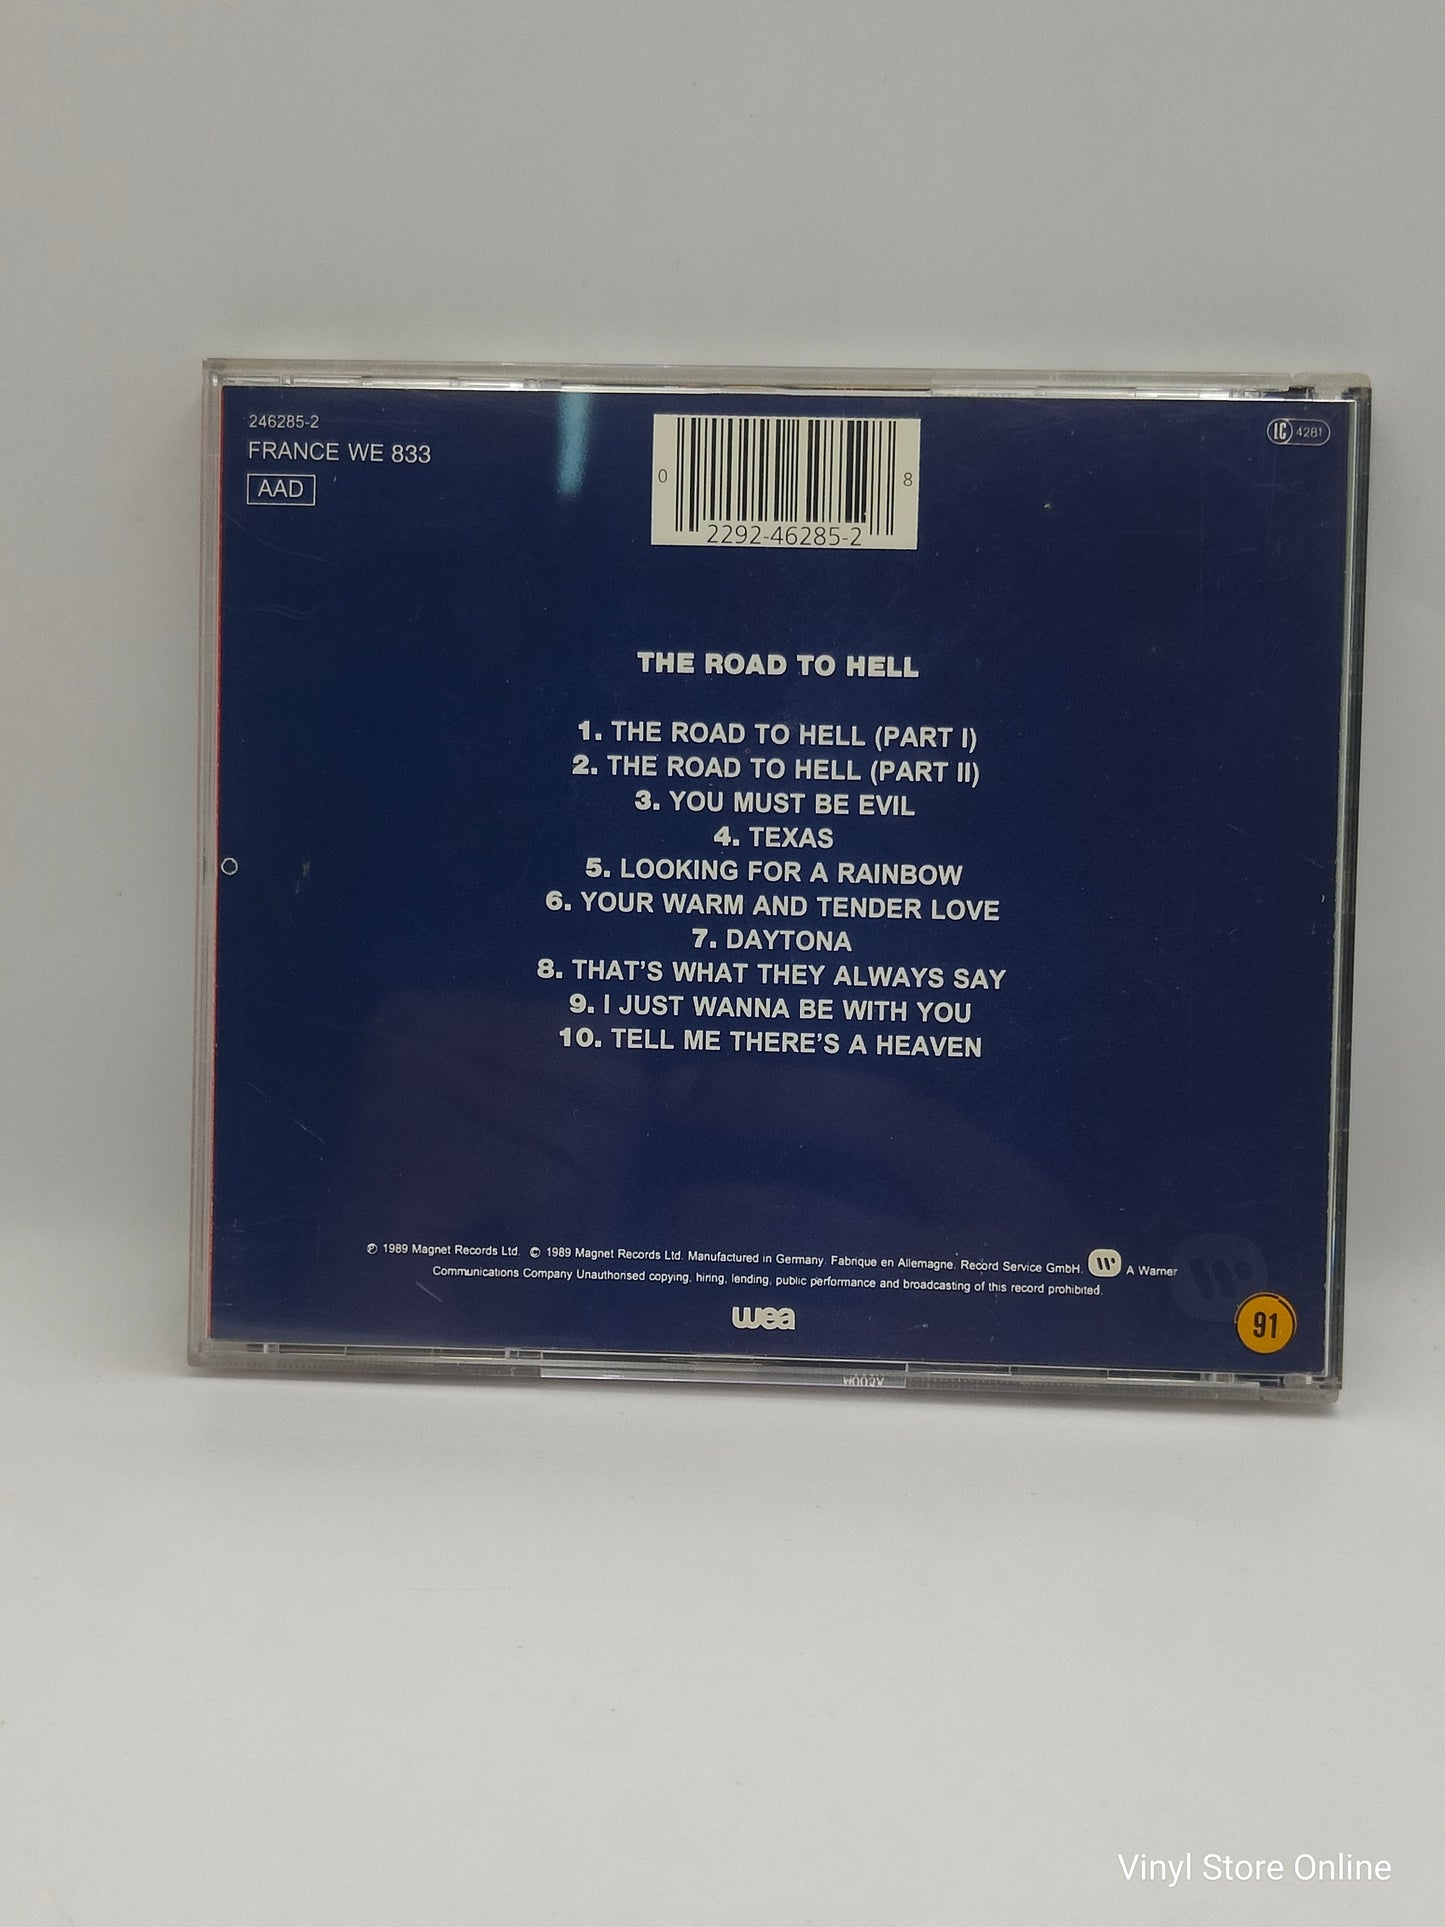 246285-2
FRANCE WE 833
AAD
0 2292-46285-2 8
LC 4281
THE ROAD TO HELL
1. THE ROAD TO HELL (PART I)
2. THE ROAD TO HELL (PART II)
3. YOU MUST BE EVIL
4. TEXAS
5. LOOKING FOR A RAINBOW
6. YOUR WARM AND TENDER LOVE
7. DAYTONA
8. THAT'S WHAT THEY ALWAYS SAY
9. I JUST WANNA BE WITH YOU
10. TELL ME THERE'S A HEAVEN
℗ 1989 Magnet Records Ltd. © 1989 Magnet Records Ltd. Manufactured in Germany. Fabrique en Allemagne. Record Service GmbH. A Warner
Communications Company Unauthorised copying, hiring, lending, public performance and broadcasting of this record prohibited.
wea
91
Vinyl Store Online